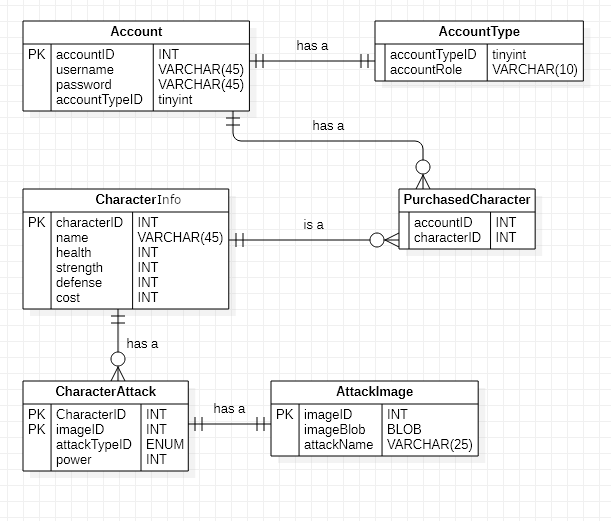 Account
PK accountID INT
username VARCHAR(45)
password VARCHAR(45)
accountTypeID tinyint
has a
AccountType
accountTypeID tinyint
accountRole VARCHAR(10)
has a
CharacterInfo
PK characterID INT
name VARCHAR(45)
health INT
strength INT
defense INT
cost INT
is a
PurchasedCharacter
accountID INT
characterID INT
has a
CharacterAttack
PK CharacterID INT
PK imageID INT
attackTypeID ENUM
power INT
has a
AttackImage
PK imageID INT
imageBlob BLOB
attackName VARCHAR(25)